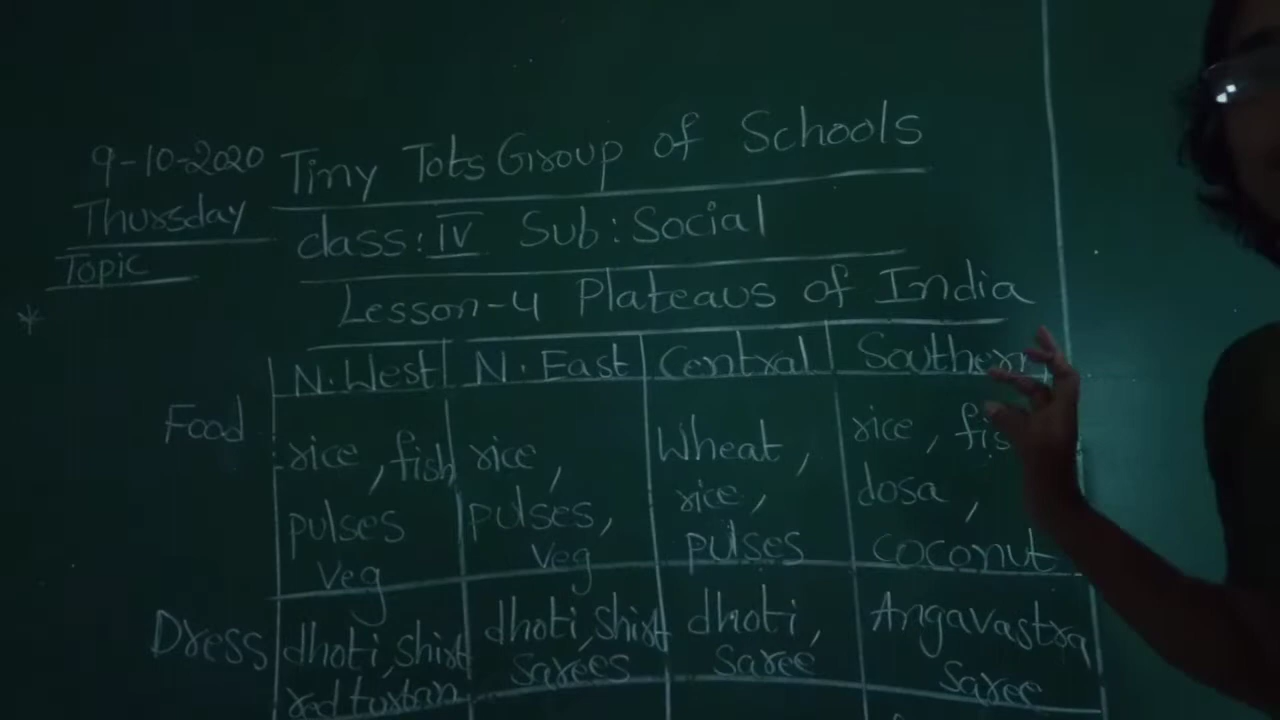 9-10-2020 Tiny Tots Group of Schools
Thursday class: IV Sub: Social
Topic
* Lesson-4 Plateaus of India
N.West N.East Central Southern
Food rice, fish rice, Wheat, rice,
pulses pulses, rice, dosa,
Veg Veg pulses coconut
Dress dhoti, shirt dhoti, shirt dhoti, Angavastra
red turban sarees saree saree